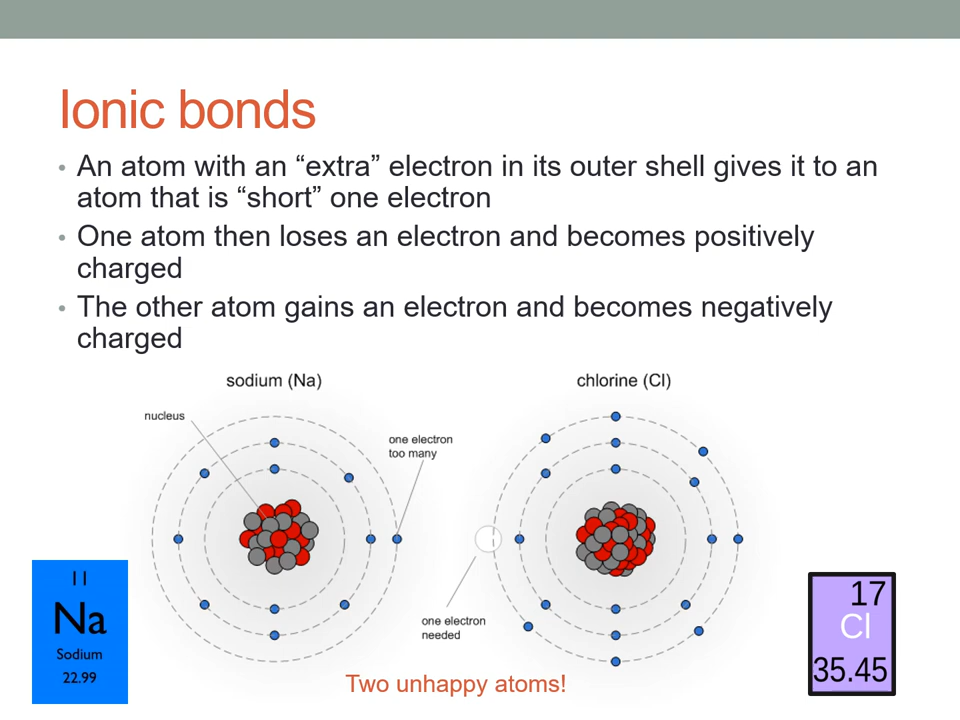 Ionic bonds
• An atom with an “extra” electron in its outer shell gives it to an
atom that is “short” one electron
• One atom then loses an electron and becomes positively
charged
• The other atom gains an electron and becomes negatively
charged
sodium (Na)
chlorine (Cl)
nucleus
one electron
too many
one electron
needed
11
Na
Sodium
22.99
17
Cl
35.45
Two unhappy atoms!